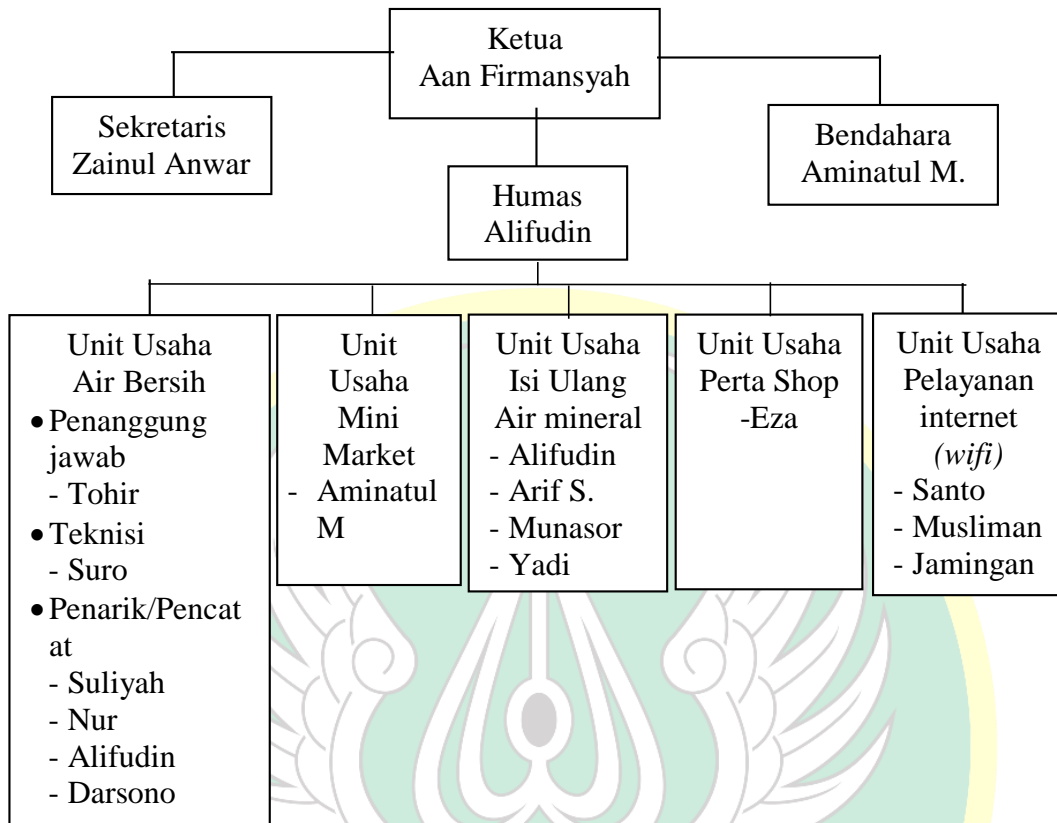 Ketua
Aan Firmansyah
Sekretaris
Zainul Anwar
Bendahara
Aminatul M.
Humas
Alifudin
Unit Usaha
Air Bersih
• Penanggung
jawab
- Tohir
• Teknisi
- Suro
• Penarik/Pencat
at
- Suliyah
- Nur
- Alifudin
- Darsono
Unit
Usaha
Mini
Market
- Aminatul
M
Unit Usaha
Isi Ulang
Air mineral
- Alifudin
- Arif S.
- Munasor
- Yadi
Unit Usaha
Perta Shop
-Eza
Unit Usaha
Pelayanan
internet
(wifi)
- Santo
- Musliman
- Jamingan